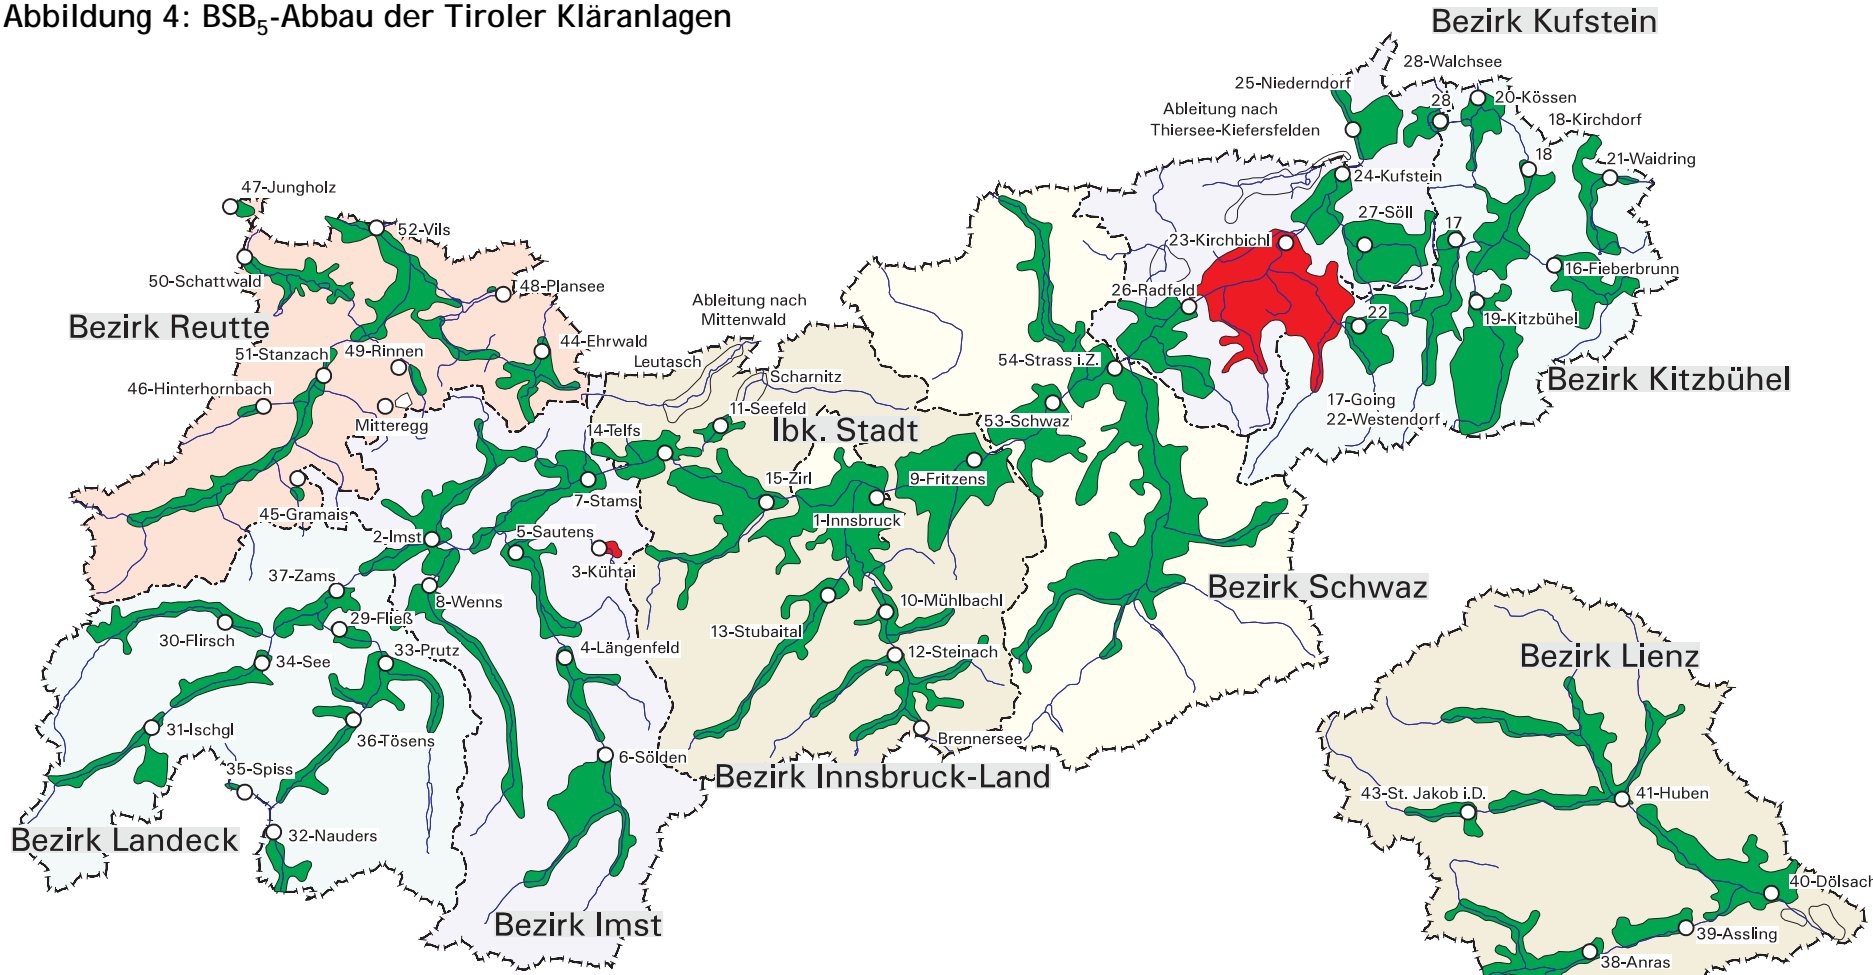 Abbildung 4: BSB5-Abbau der Tiroler Kläranlagen
Bezirk Kufstein
28-Walchsee
25-Niederndorf
28
20-Kössen
Ableitung nach
Thiersee-Kiefersfelden
18-Kirchdorf
18
21-Waidring
24-Kufstein
47-Jungholz
27-Söll
17
52-Vils
23-Kirchbichl
16-Fieberbrunn
50-Schattwald
48-Plansee
26-Radfeld
Ableitung nach
Mittenwald
22
19-Kitzbühel
Bezirk Reutte
44-Ehrwald
51-Stanzach
49-Rinnen
Leutasch
54-Strass i.Z.
Scharnitz
Bezirk Kitzbühel
46-Hinterhornbach
17-Going
22-Westendorf
11-Seefeld
Mitteregg
14-Telfs
Ibk. Stadt
53-Schwaz
15-Zirl
9-Fritzens
7-Stams
45-Gramais
1-Innsbruck
2-Imst
5-Sautens
3-Kühtai
37-Zams
Bezirk Schwaz
8-Wenns
10-Mühlbachl
29-Fließ
30-Flirsch
13-Stubaital
33-Prutz
4-Längenfeld
12-Steinach
34-See
Bezirk Lienz
31-Ischgl
36-Tösens
Brennersee
6-Sölden
35-Spiss
Bezirk Innsbruck-Land
43-St. Jakob i.D.
41-Huben
Bezirk Landeck
32-Nauders
40-Dölsach
Bezirk Imst
39-Assling
38-Anras